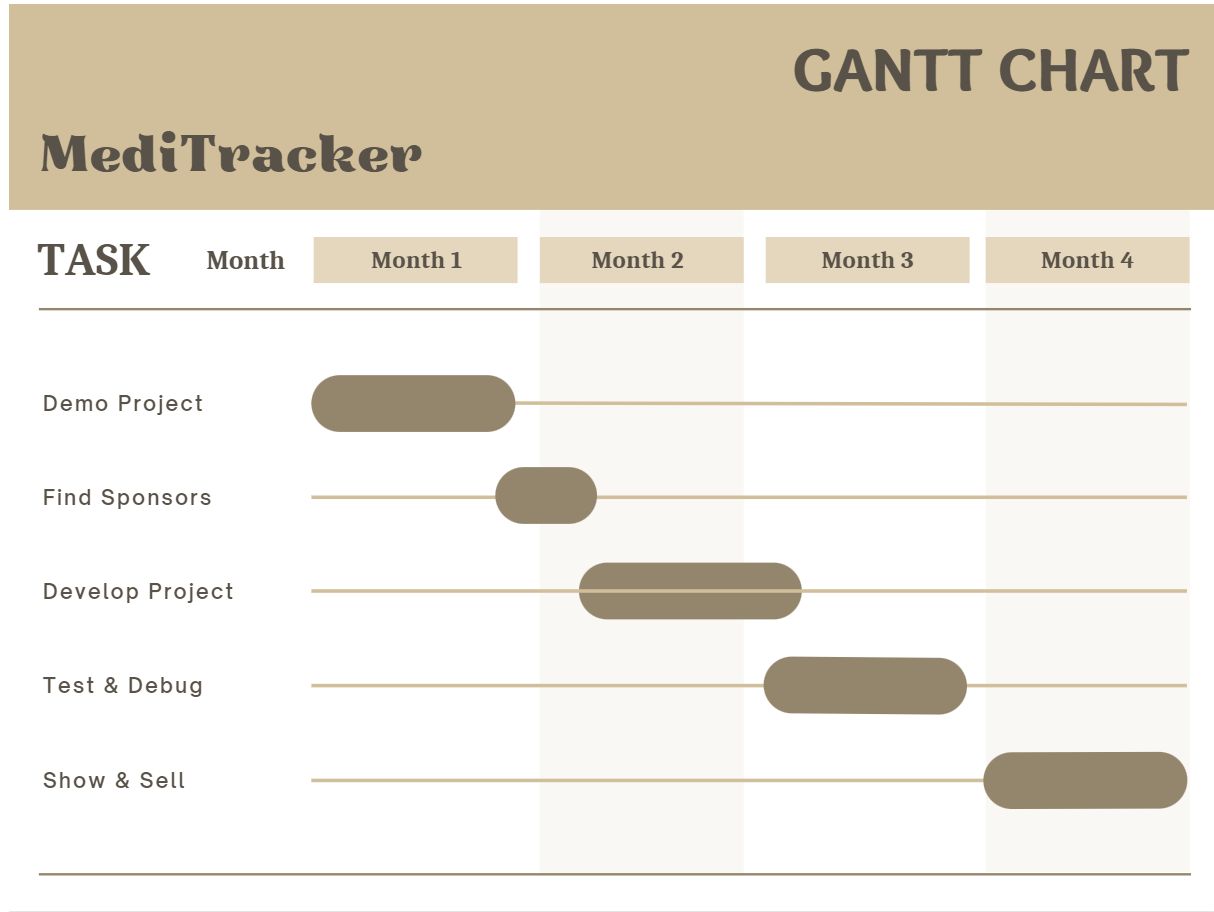 GANTT CHART
MediTracker
TASK Month Month 1 Month 2 Month 3 Month 4
Demo Project
Find Sponsors
Develop Project
Test & Debug
Show & Sell